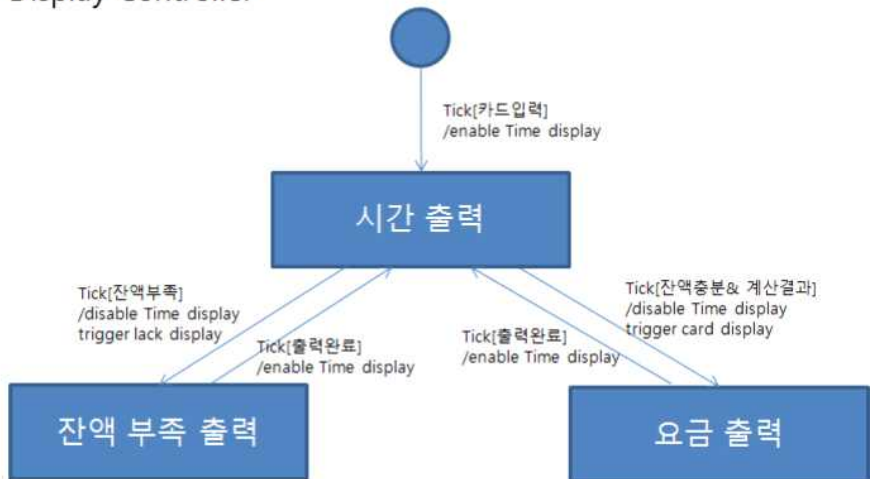 Display Controller
Tick[카드입력]
/enable Time display
시간 출력
Tick[잔액부족]
/disable Time display
trigger lack display
Tick[출력완료]
/enable Time display
Tick[출력완료]
/enable Time display
Tick[잔액충분& 계산결과]
/disable Time display
trigger card display
잔액 부족 출력
요금 출력